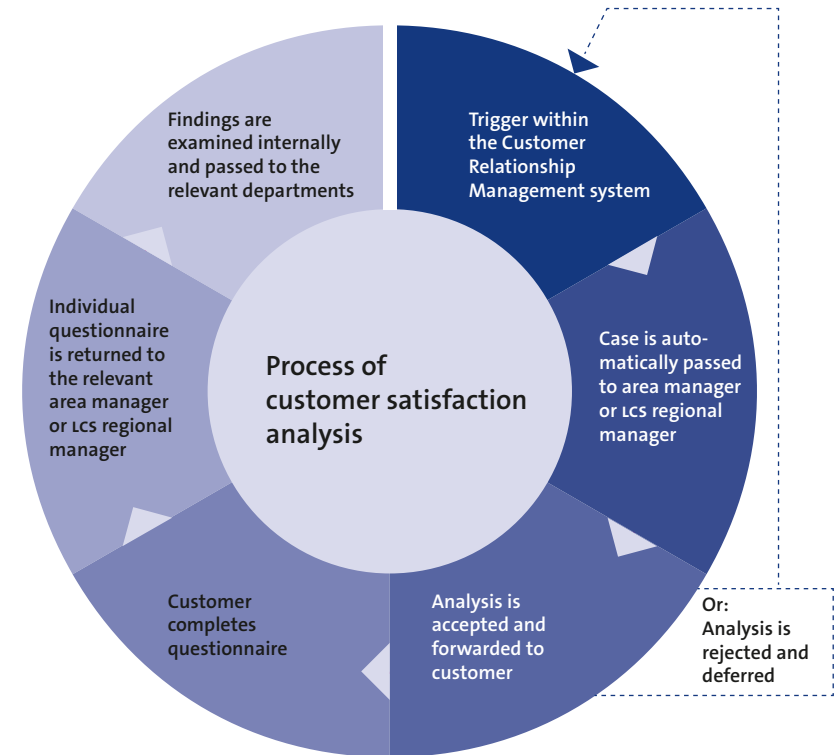 Process of
customer satisfaction
analysis
Trigger within
the Customer
Relationship
Management system
Case is auto-
matically passed
to area manager
or LCS regional
manager
Analysis is
accepted and
forwarded to
customer
Or:
Analysis is
rejected and
deferred
Customer
completes
questionnaire
Individual
questionnaire
is returned to
the relevant
area manager
or LCS regional
manager
Findings are
examined internally
and passed to the
relevant departments